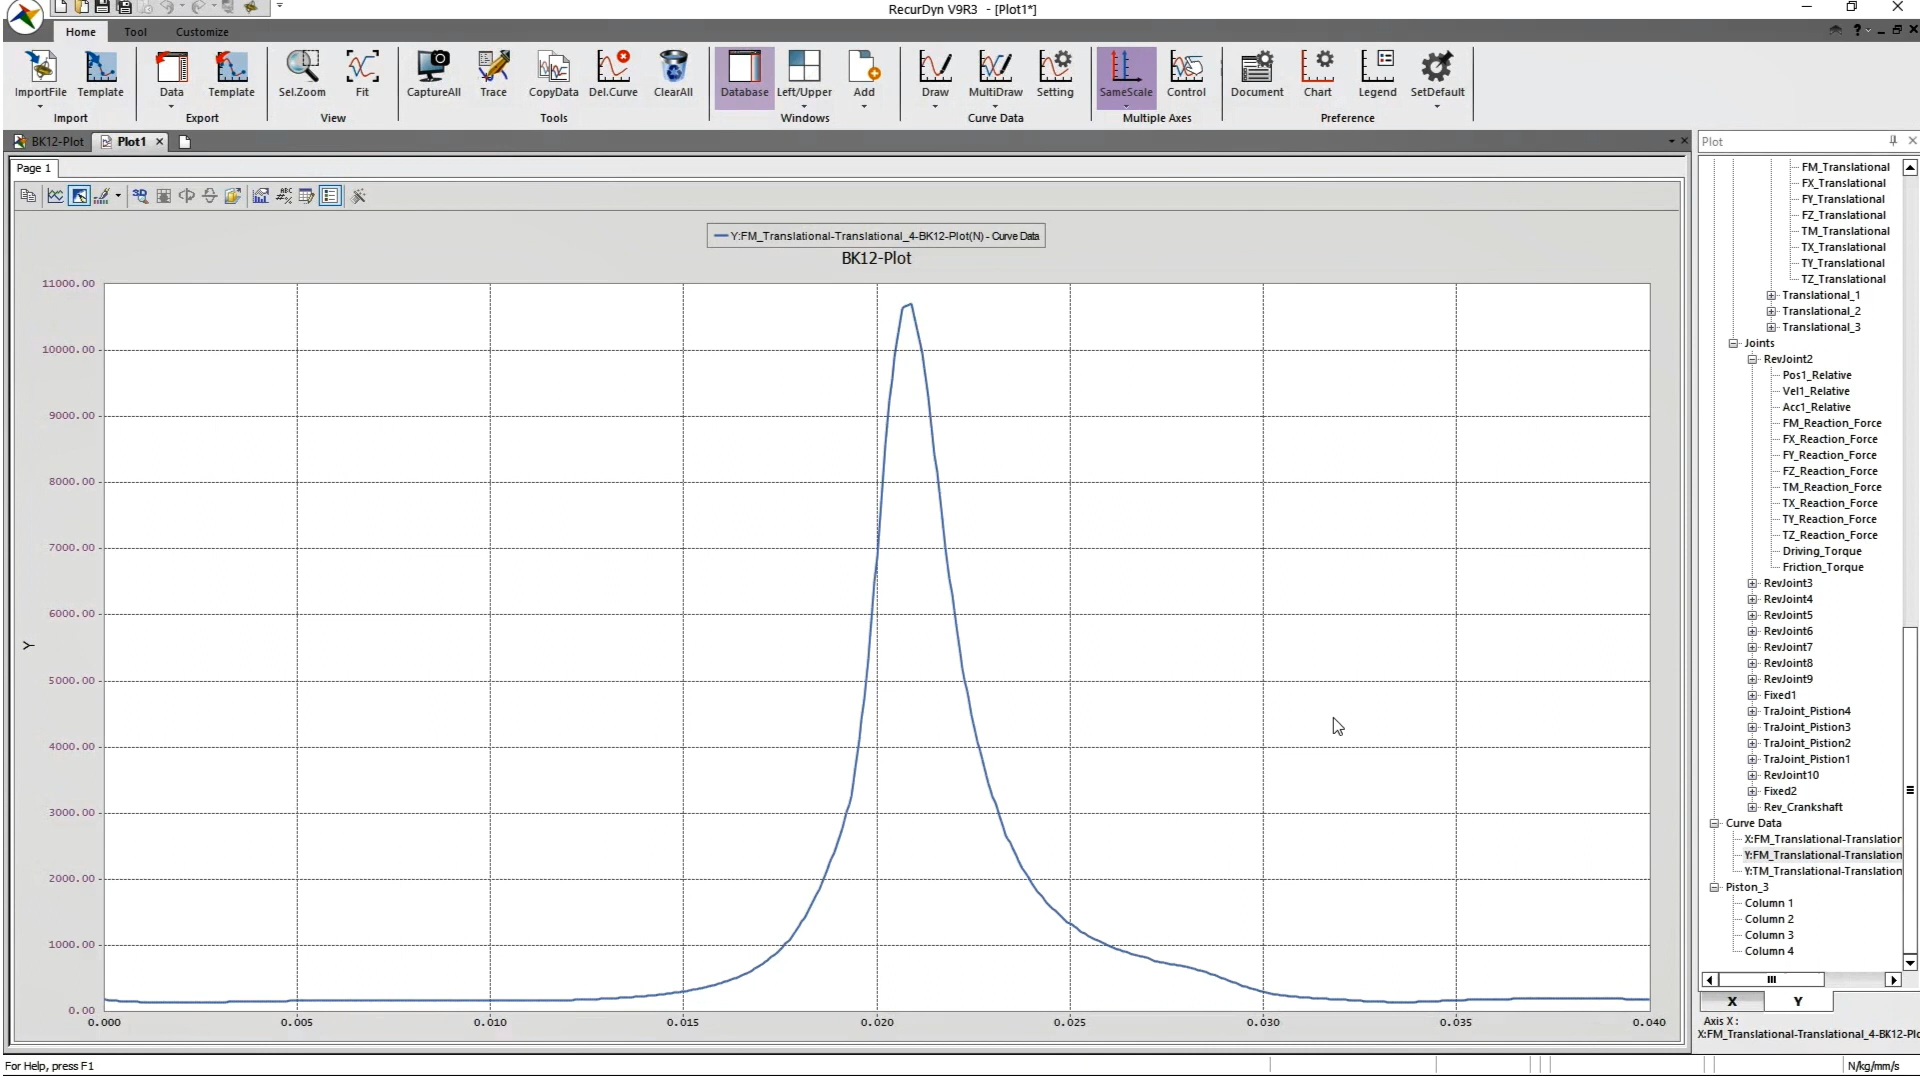 RecurDyn V9R3 - [Plot1*]
Home Tool Customize
ImportFile Template Data Template Sel.Zoom Fit CaptureAll Trace CopyData Del.Curve ClearAll Database Left/Upper Add Draw MultiDraw Setting SameScale Control Document Chart Legend SetDefault
Import Export View Tools Windows Curve Data Multiple Axes Preference
BK12-Plot Plot1
Page 1
Y:FM_Translational-Translational_4-BK12-Plot(N) - Curve Data
BK12-Plot
11000.00
10000.00
9000.00
8000.00
7000.00
6000.00
5000.00
4000.00
3000.00
2000.00
1000.00
0.00
Y
0.000 0.005 0.010 0.015 0.020 0.025 0.030 0.035 0.040
Plot
FM_Translational
FX_Translational
FY_Translational
FZ_Translational
TM_Translational
TX_Translational
TY_Translational
TZ_Translational
Translational_1
Translational_2
Translational_3
Joints
RevJoint2
Pos1_Relative
Vel1_Relative
Acc1_Relative
FM_Reaction_Force
FX_Reaction_Force
FY_Reaction_Force
FZ_Reaction_Force
TM_Reaction_Force
TX_Reaction_Force
TY_Reaction_Force
TZ_Reaction_Force
Driving_Torque
Friction_Torque
RevJoint3
RevJoint4
RevJoint5
RevJoint6
RevJoint7
RevJoint8
RevJoint9
Fixed1
TraJoint_Pistion4
TraJoint_Pistion3
TraJoint_Pistion2
TraJoint_Pistion1
RevJoint10
Fixed2
Rev_Crankshaft
Curve Data
X:FM_Translational-Translation
Y:FM_Translational-Translation
Y:TM_Translational-Translation
Piston_3
Column 1
Column 2
Column 3
Column 4
X Y
Axis X :
X:FM_Translational-Translational_4-BK12-Plo
For Help, press F1
N/kg/mm/s